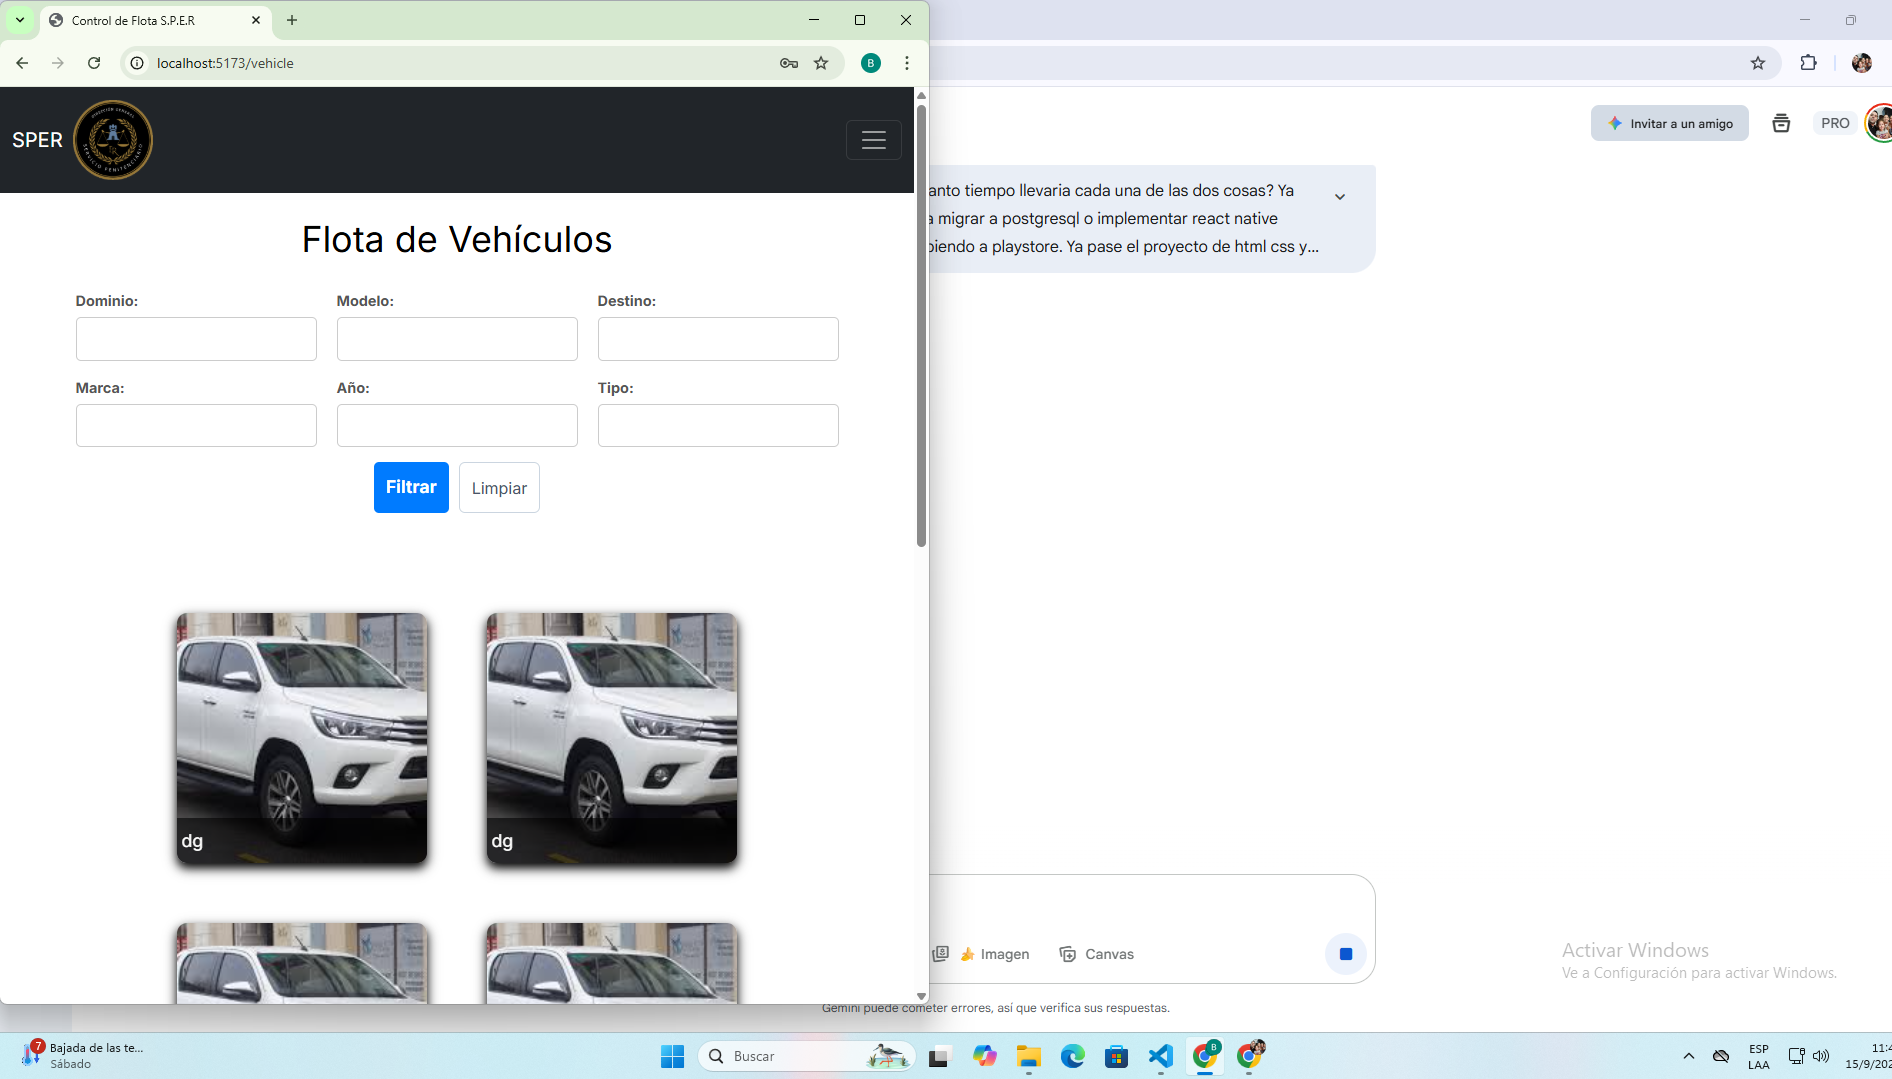 Control de Flota S.P.E.R
localhost:5173/vehicle
B
SPER
Flota de Vehículos
Dominio:
Modelo:
Destino:
Marca:
Año:
Tipo:
Filtrar
Limpiar
dg
dg
Invitar a un amigo
PRO
anto tiempo llevaria cada una de las dos cosas? Ya
a migrar a postgresql o implementar react native
biendo a playstore. Ya pase el proyecto de html css y...
Imagen
Canvas
Gemini puede cometer errores, así que verifica sus respuestas.
Activar Windows
Ve a Configuración para activar Windows.
7
Bajada de las te...
Sábado
Buscar
B
ESP
LAA
11:4
15/9/202